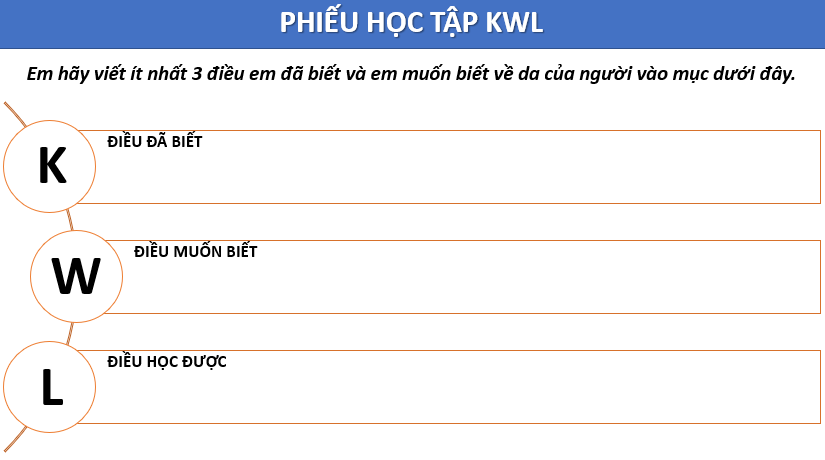 PHIẾU HỌC TẬP KWL
Em hãy viết ít nhất 3 điều em đã biết và em muốn biết về da của người vào mục dưới đây.
K
ĐIỀU ĐÃ BIẾT
W
ĐIỀU MUỐN BIẾT
L
ĐIỀU HỌC ĐƯỢC